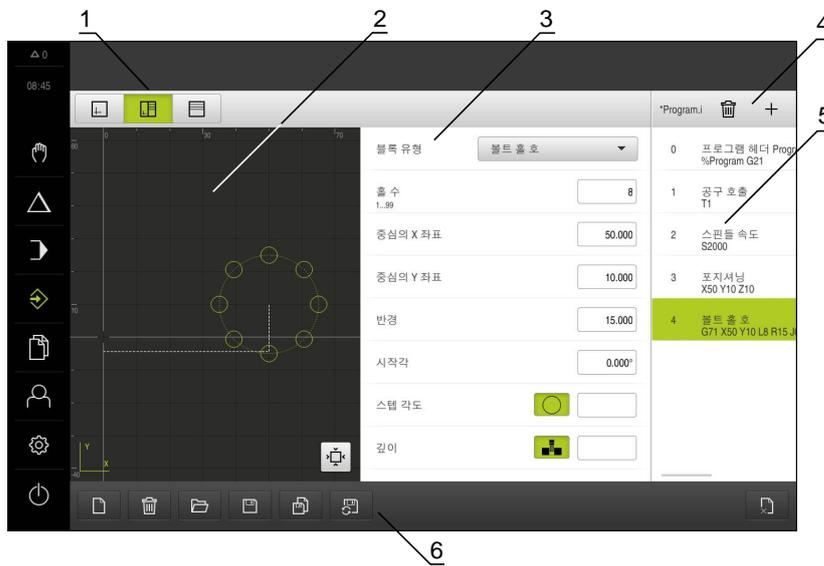 1
2
3
4
0
08:45
*Program.i
0
30
70
60
블록 유형
볼트 홀 호
0
프로그램 헤더 Progr
%Program G21
5
홀 수
1...99
8
1
공구 호출
T1
중심의 X 좌표
50.000
2
스핀들 속도
S2000
중심의 Y 좌표
10.000
3
포지셔닝
X50 Y10 Z10
10
반경
15.000
4
볼트 홀 호
G71 X50 Y10 L8 R15
시작각
0.000°
스텝 각도
깊이
Y
X
-40
6